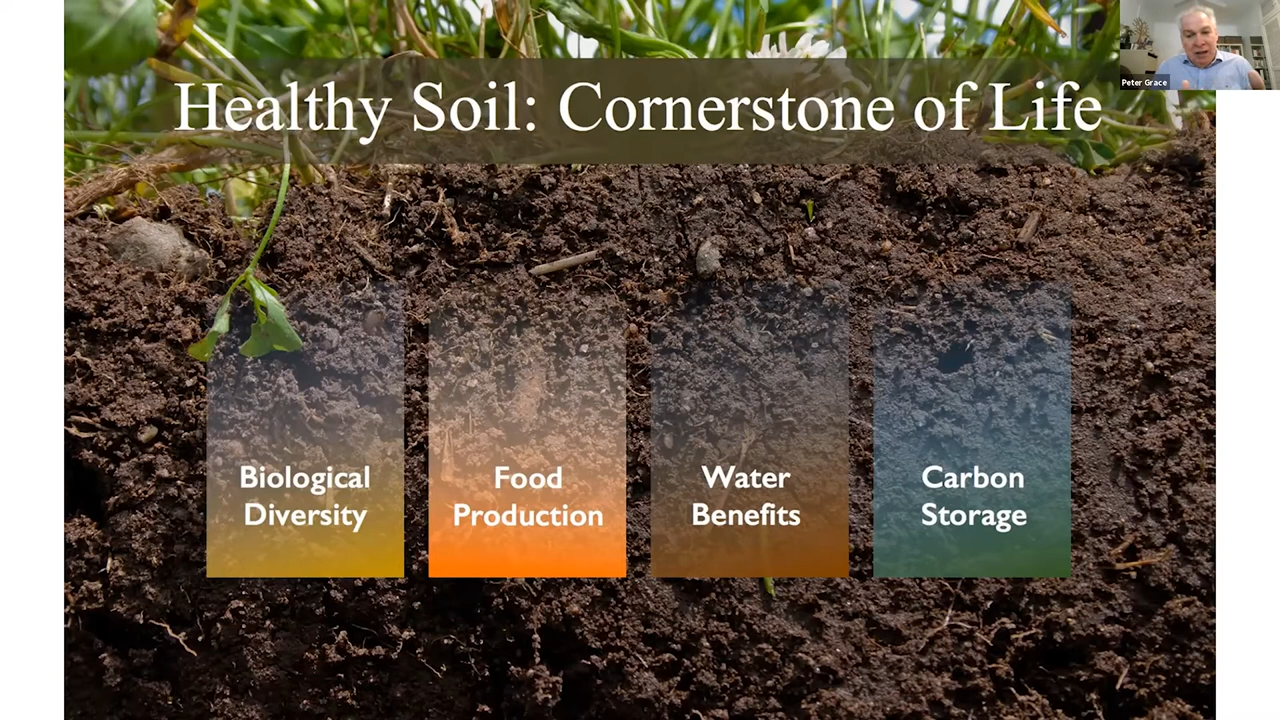 Healthy Soil: Cornerstone of Life
Peter Grace
Biological
Diversity
Food
Production
Water
Benefits
Carbon
Storage